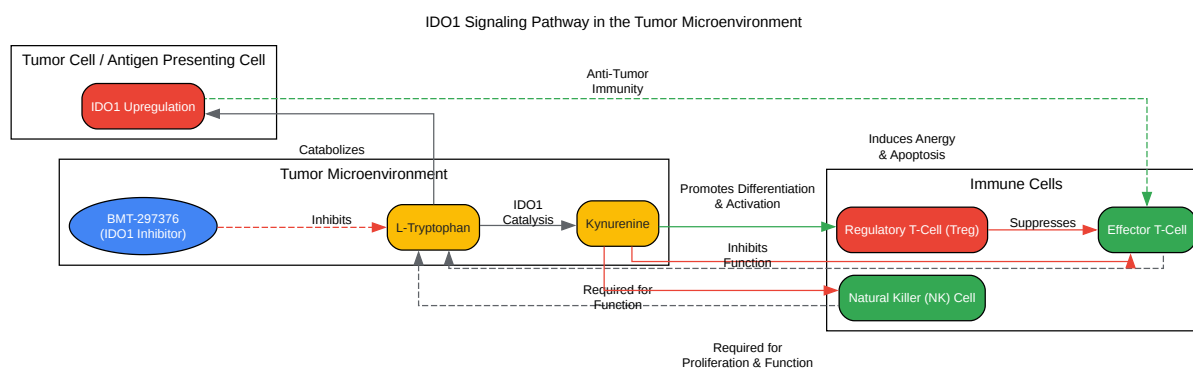 IDO1 Signaling Pathway in the Tumor Microenvironment
Tumor Cell / Antigen Presenting Cell
IDO1 Upregulation
Anti-Tumor
Immunity
Catabolizes
Induces Anergy
& Apoptosis
Tumor Microenvironment
Immune Cells
BMT-297376
(IDO1 Inhibitor)
Inhibits
L-Tryptophan
IDO1
Catalysis
Kynurenine
Promotes Differentiation
& Activation
Regulatory T-Cell (Treg)
Suppresses
Effector T-Cell
Inhibits
Function
Required for
Function
Natural Killer (NK) Cell
Required for
Proliferation & Function